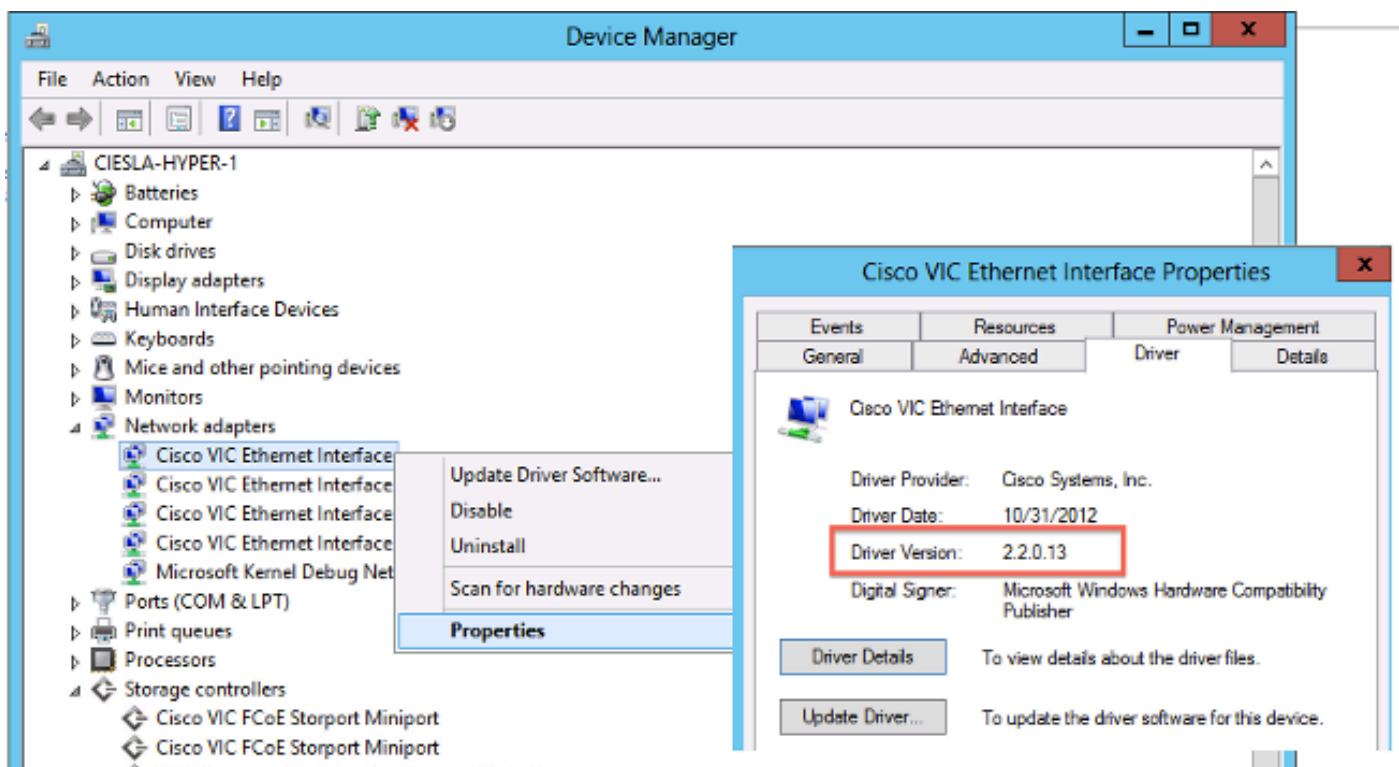 Device Manager
File Action View Help
CIESLA-HYPER-1
Batteries
Computer
Disk drives
Display adapters
Human Interface Devices
Keyboards
Mice and other pointing devices
Monitors
Network adapters
Cisco VIC Ethernet Interface
Cisco VIC Ethernet Interface
Cisco VIC Ethernet Interface
Cisco VIC Ethernet Interface
Microsoft Kernel Debug Net
Ports (COM & LPT)
Print queues
Processors
Storage controllers
Cisco VIC FCoE Storport Miniport
Cisco VIC FCoE Storport Miniport
Update Driver Software...
Disable
Uninstall
Scan for hardware changes
Properties
Cisco VIC Ethernet Interface Properties
Events Resources Power Management
General Advanced Driver Details
Cisco VIC Ethernet Interface
Driver Provider: Cisco Systems, Inc.
Driver Date: 10/31/2012
Driver Version: 2.2.0.13
Digital Signer: Microsoft Windows Hardware Compatibility
Publisher
Driver Details To view details about the driver files.
Update Driver... To update the driver software for this device.